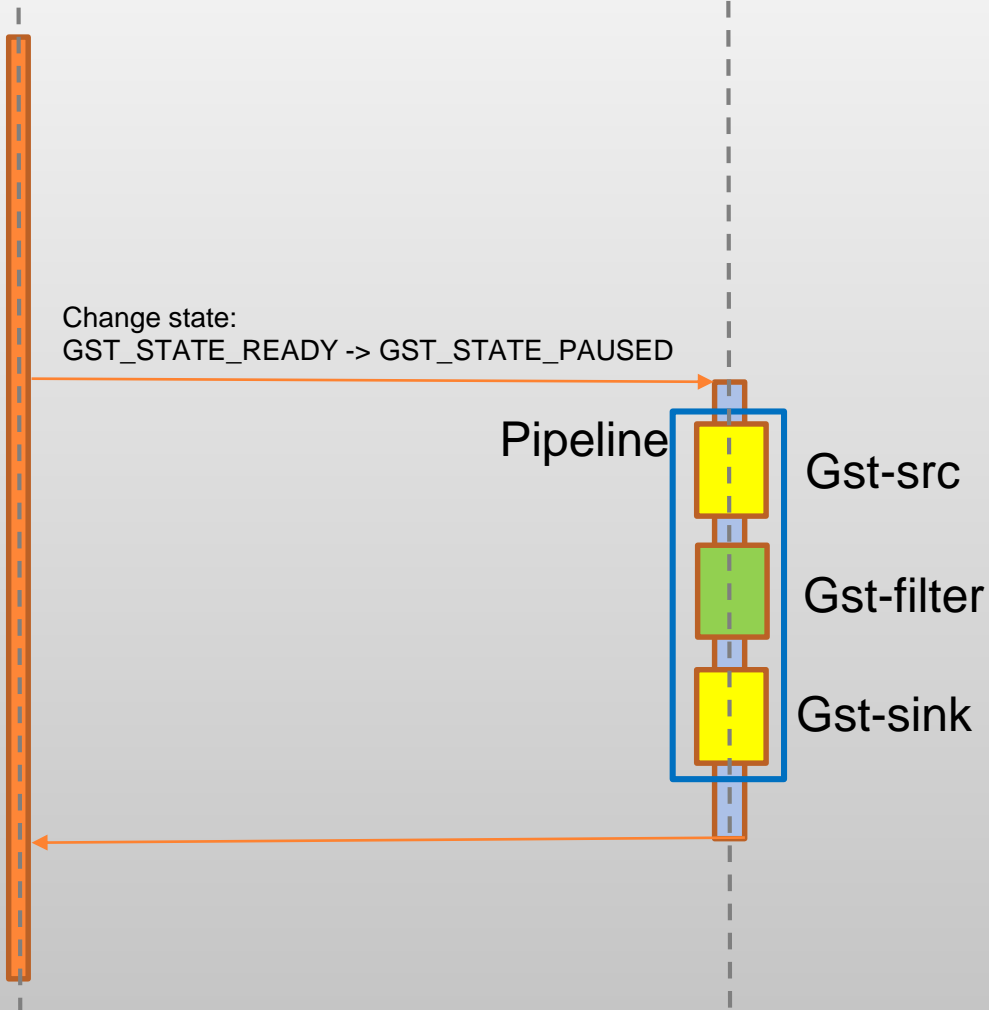 Change state:
GST_STATE_READY -> GST_STATE_PAUSED
Pipeline
Gst-src
Gst-filter
Gst-sink